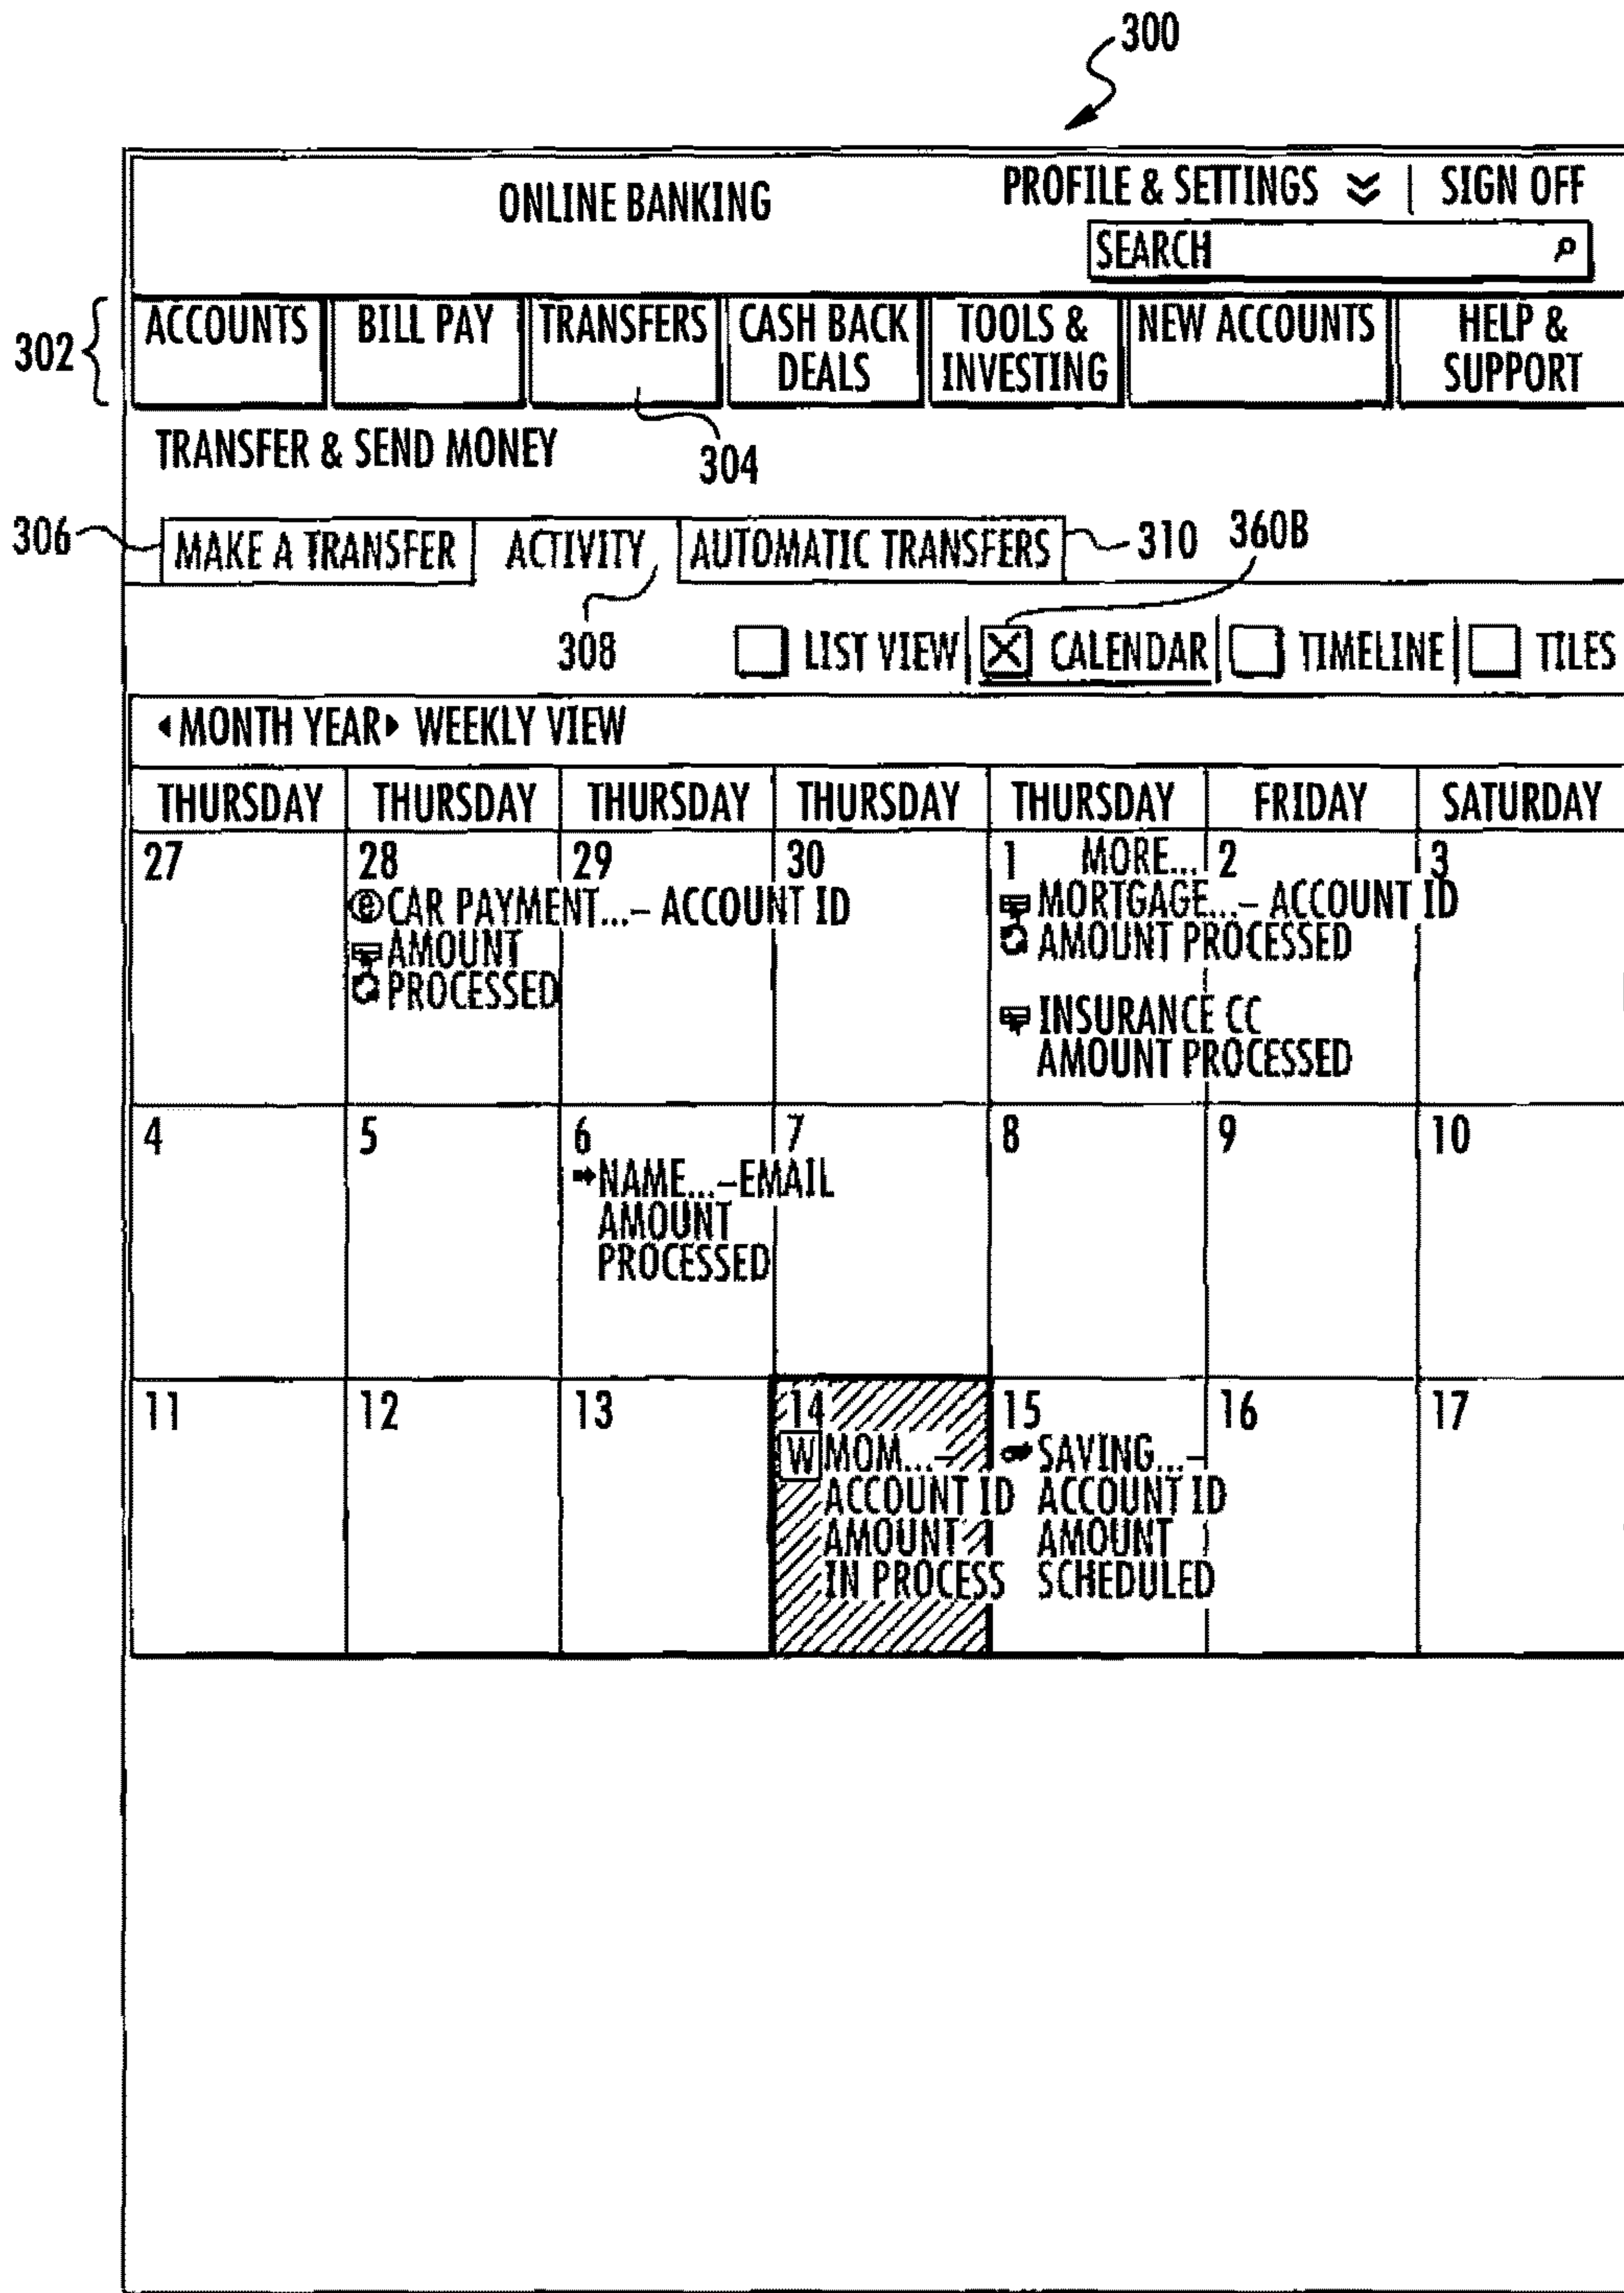 300
ONLINE BANKING
PROFILE & SETTINGS | SIGN OFF
SEARCH
302
ACCOUNTS
BILL PAY
TRANSFERS
CASH BACK
DEALS
TOOLS &
INVESTING
NEW ACCOUNTS
HELP &
SUPPORT
TRANSFER & SEND MONEY
304
306
MAKE A TRANSFER
ACTIVITY
AUTOMATIC TRANSFERS
310
360B
308
LIST VIEW
CALENDAR
TIMELINE
TILES
MONTH YEAR WEEKLY VIEW
THURSDAY THURSDAY THURSDAY THURSDAY THURSDAY FRIDAY SATURDAY
27
28
e CAR PAYMENT...– ACCOUNT ID
AMOUNT
PROCESSED
29
30
1 MORE...
MORTGAGE...– ACCOUNT ID
AMOUNT PROCESSED
INSURANCE CC
AMOUNT PROCESSED
2
3
4
5
6
NAME...–EMAIL
AMOUNT
PROCESSED
7
8
9
10
11
12
13
14
W MOM...–
ACCOUNT ID
AMOUNT
IN PROCESS
15
SAVING...–
ACCOUNT ID
AMOUNT
SCHEDULED
16
17